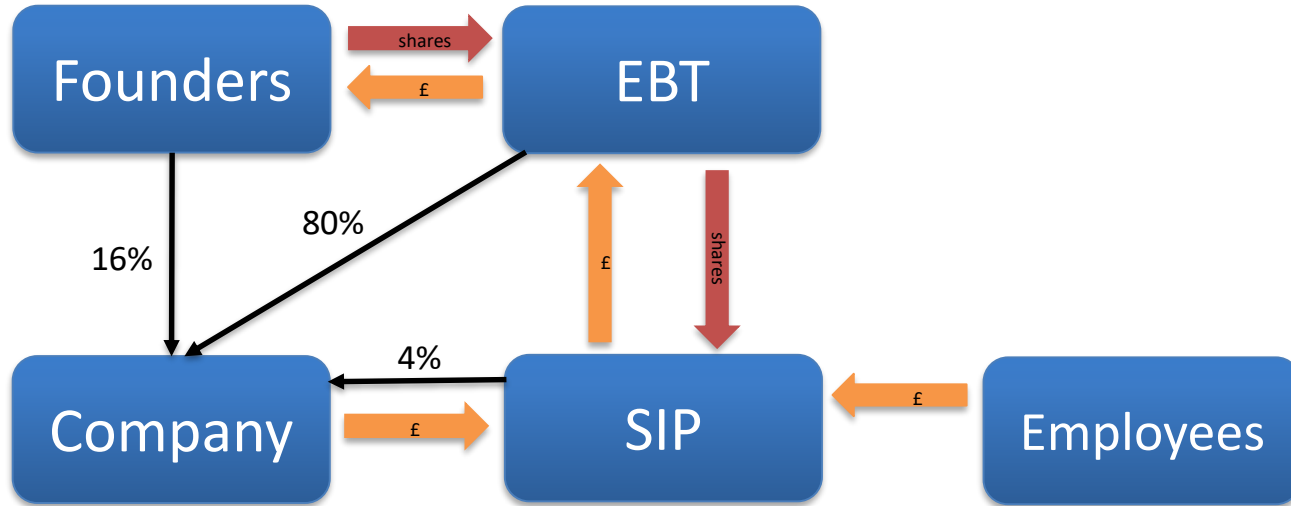 Founders
shares
£
EBT
16%
80%
£
shares
4%
Company
£
SIP
£
Employees